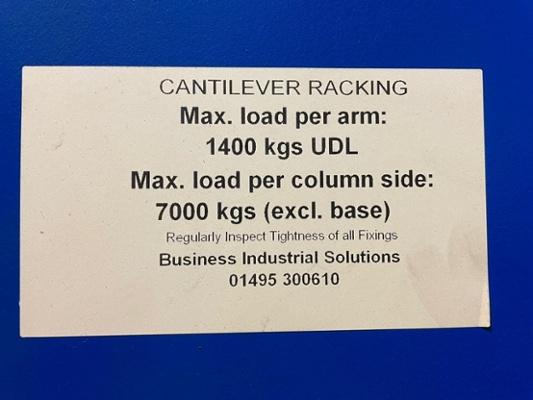 CANTILEVER RACKING
Max. load per arm:
1400 kgs UDL
Max. load per column side:
7000 kgs (excl. base)
Regularly Inspect Tightness of all Fixings
Business Industrial Solutions
01495 300610